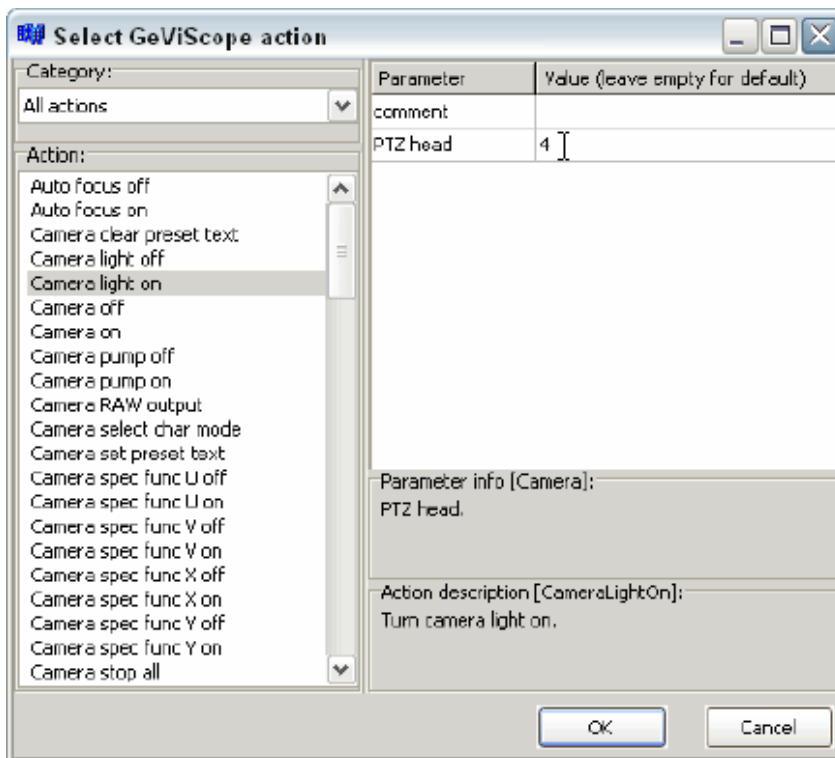 Select GeViScope action
Category:
All actions
Action:
Auto focus off
Auto focus on
Camera clear preset text
Camera light off
Camera light on
Camera off
Camera on
Camera pump off
Camera pump on
Camera RAW output
Camera select char mode
Camera set preset text
Camera spec func U off
Camera spec func U on
Camera spec func V off
Camera spec func V on
Camera spec func X off
Camera spec func X on
Camera spec func Y off
Camera spec func Y on
Camera stop all
Parameter Value (leave empty for default)
comment
PTZ head 4
Parameter info [Camera]:
PTZ head.
Action description [CameraLightOn]:
Turn camera light on.
OK Cancel